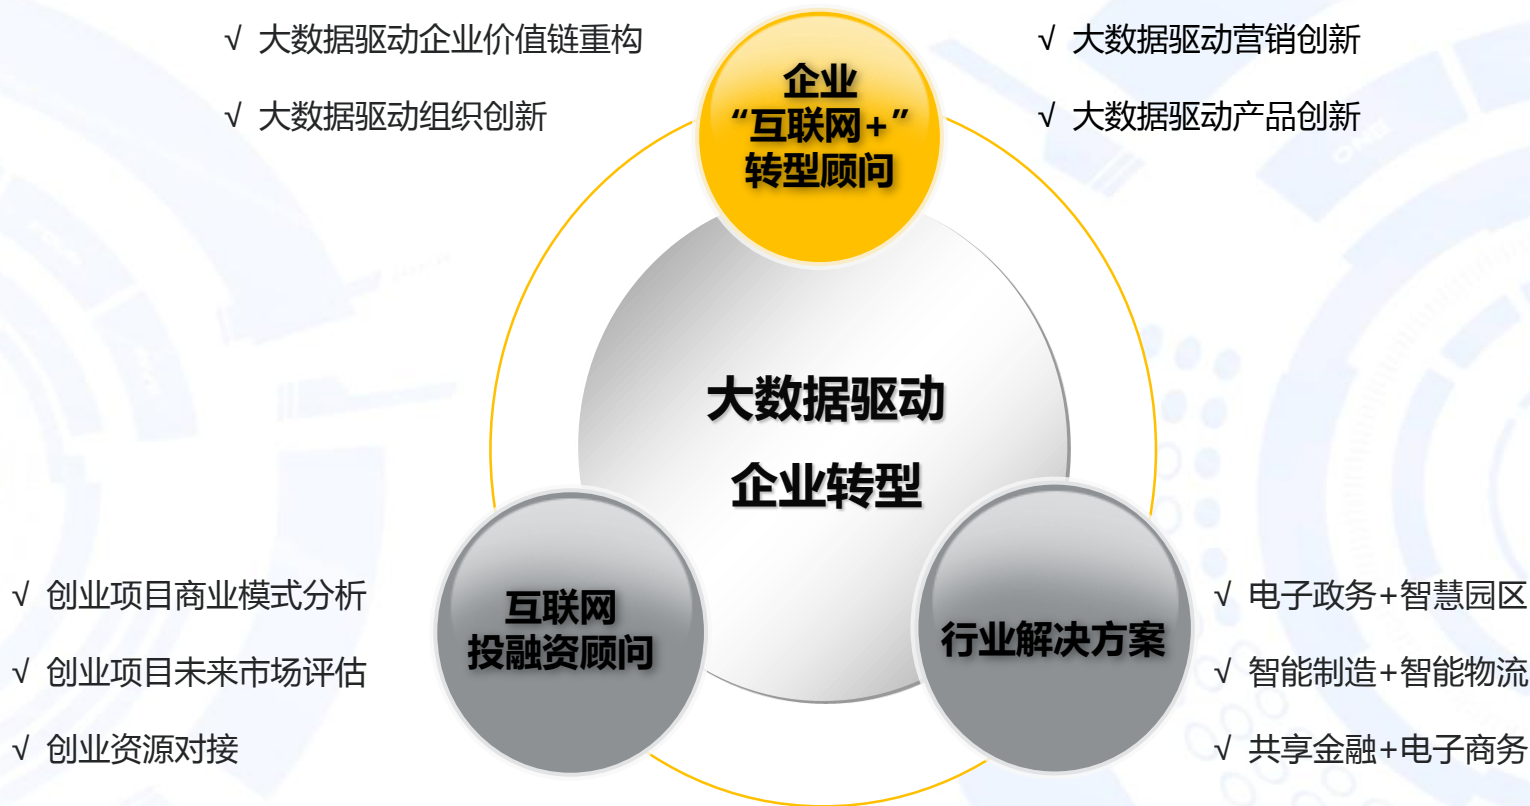 √ 大数据驱动企业价值链重构
√ 大数据驱动组织创新
企业
“互联网+”
转型顾问
√ 大数据驱动营销创新
√ 大数据驱动产品创新
大数据驱动
企业转型
√ 创业项目商业模式分析
√ 创业项目未来市场评估
√ 创业资源对接
互联网
投融资顾问
行业解决方案
√ 电子政务+智慧园区
√ 智能制造+智能物流
√ 共享金融+电子商务